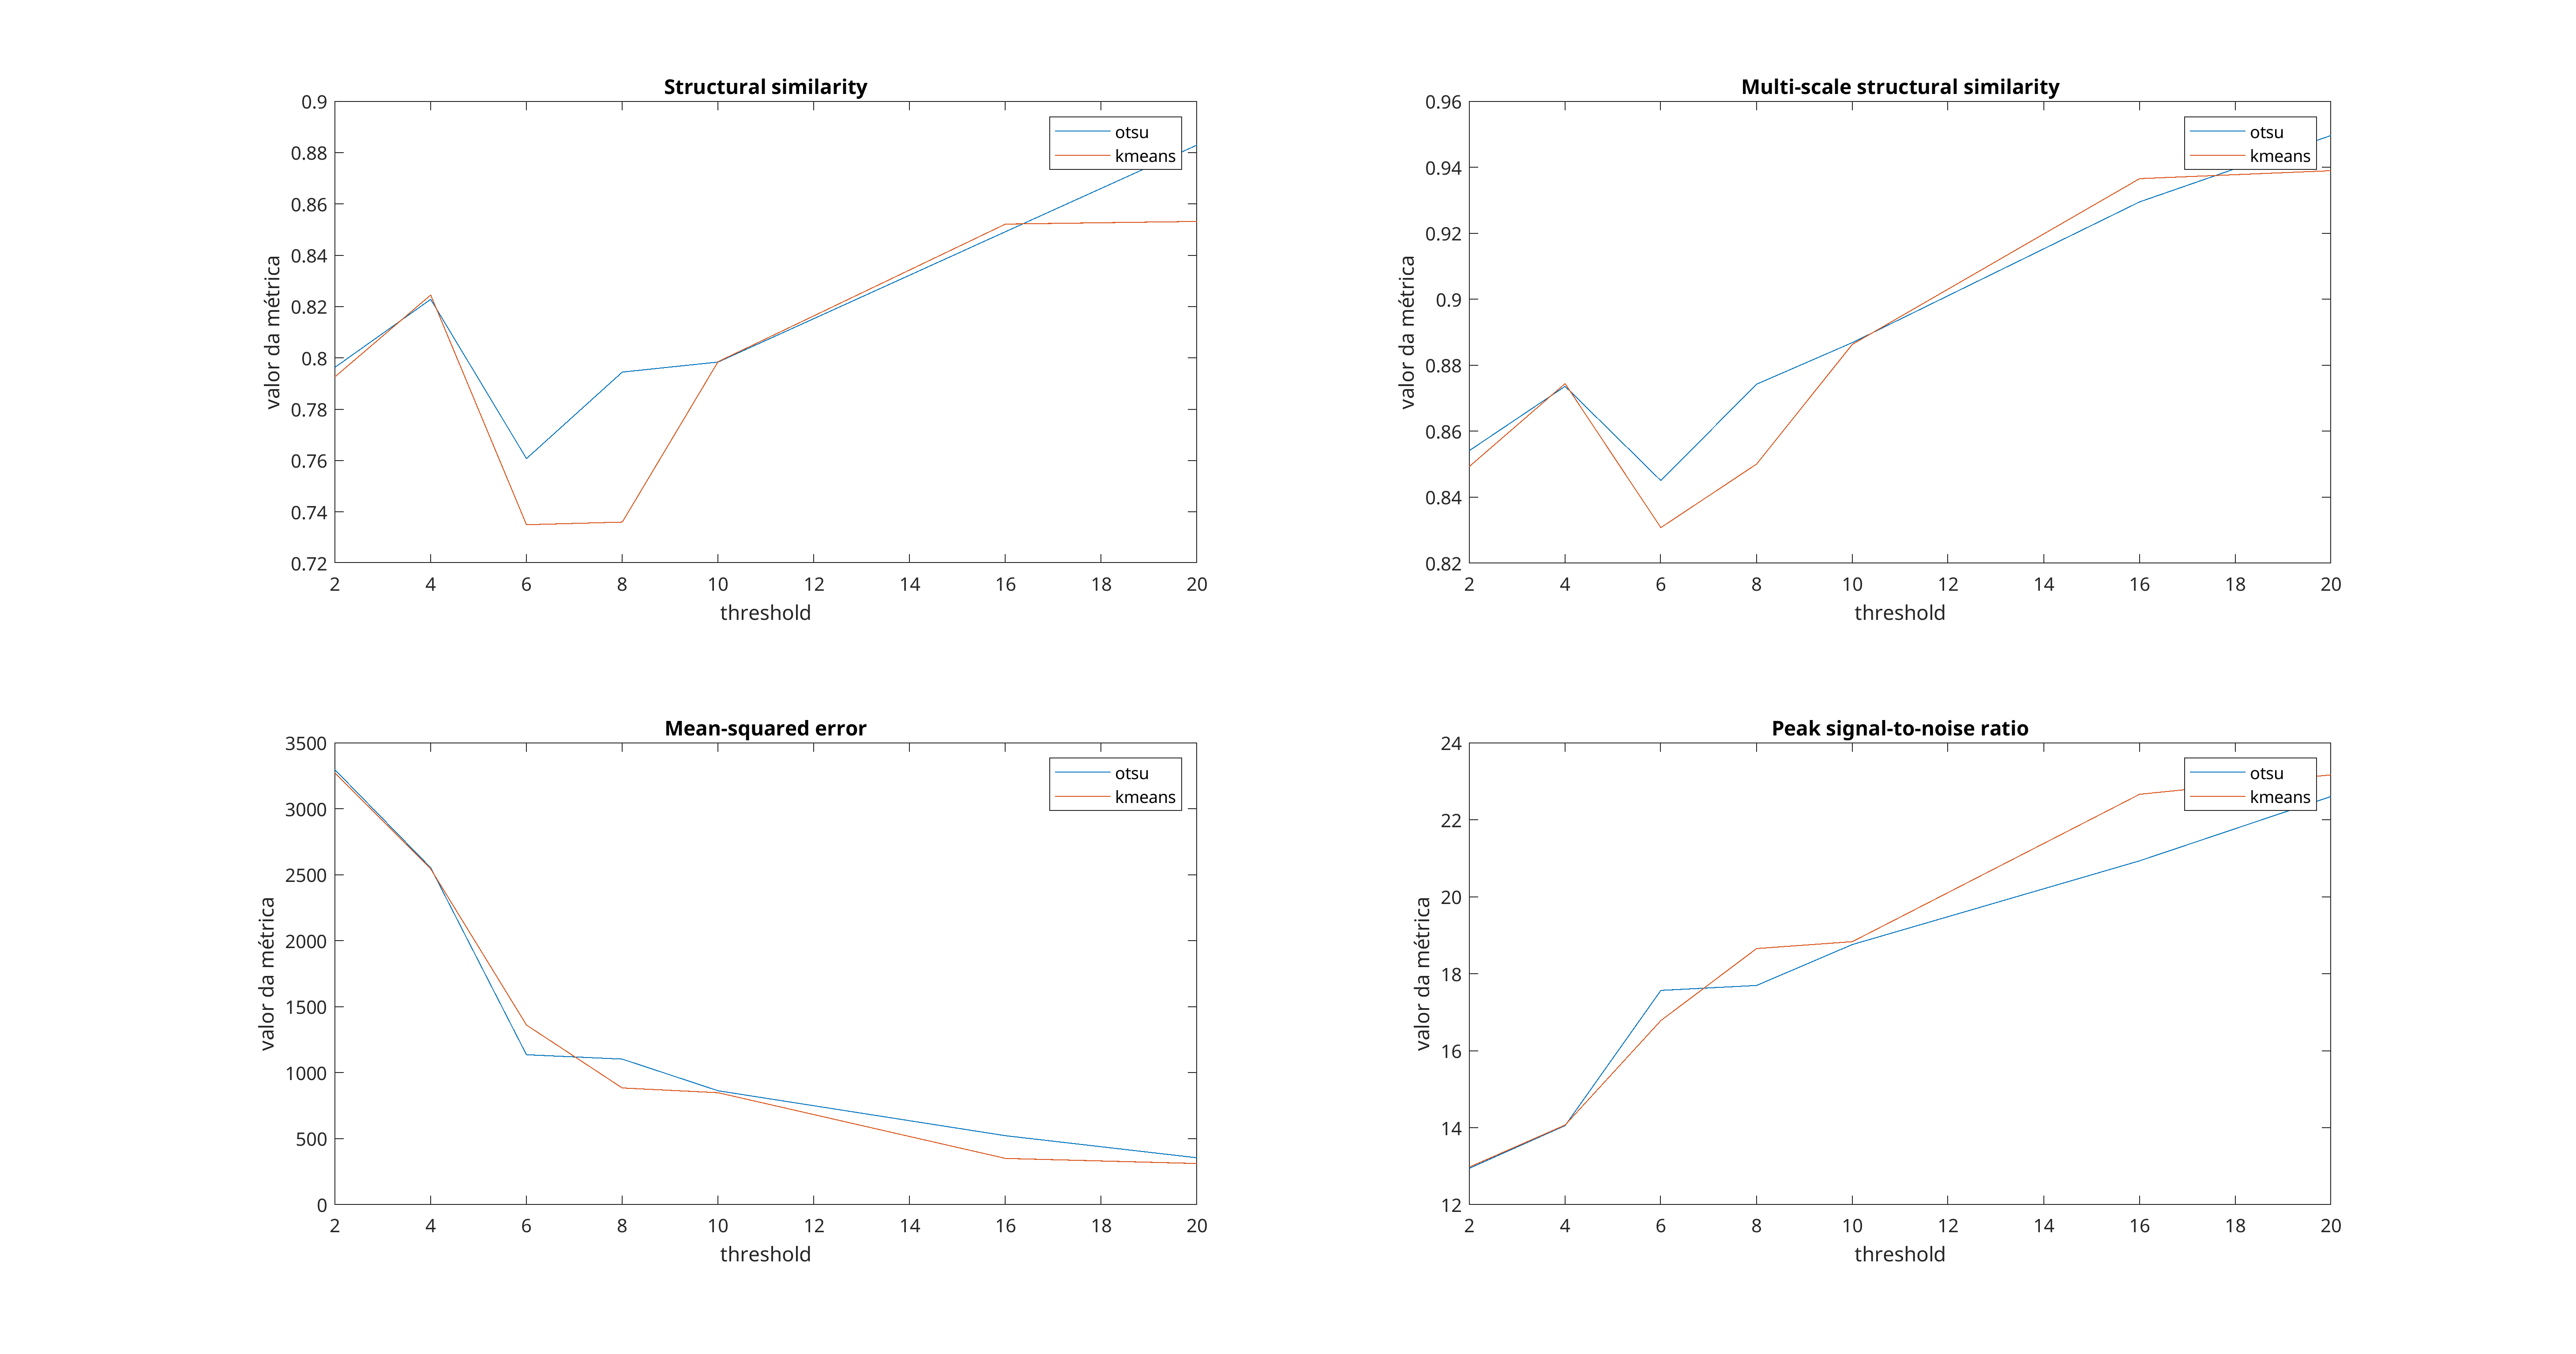 Structural similarity
0.9
0.88
0.86
0.84
0.82
0.8
0.78
0.76
0.74
0.72
valor da métrica
otsu
kmeans
2 4 6 8 10 12 14 16 18 20
threshold
Multi-scale structural similarity
0.96
0.94
0.92
0.9
0.88
0.86
0.84
0.82
valor da métrica
otsu
kmeans
2 4 6 8 10 12 14 16 18 20
threshold
Mean-squared error
3500
3000
2500
2000
1500
1000
500
0
valor da métrica
otsu
kmeans
2 4 6 8 10 12 14 16 18 20
threshold
Peak signal-to-noise ratio
24
22
20
18
16
14
12
valor da métrica
otsu
kmeans
2 4 6 8 10 12 14 16 18 20
threshold